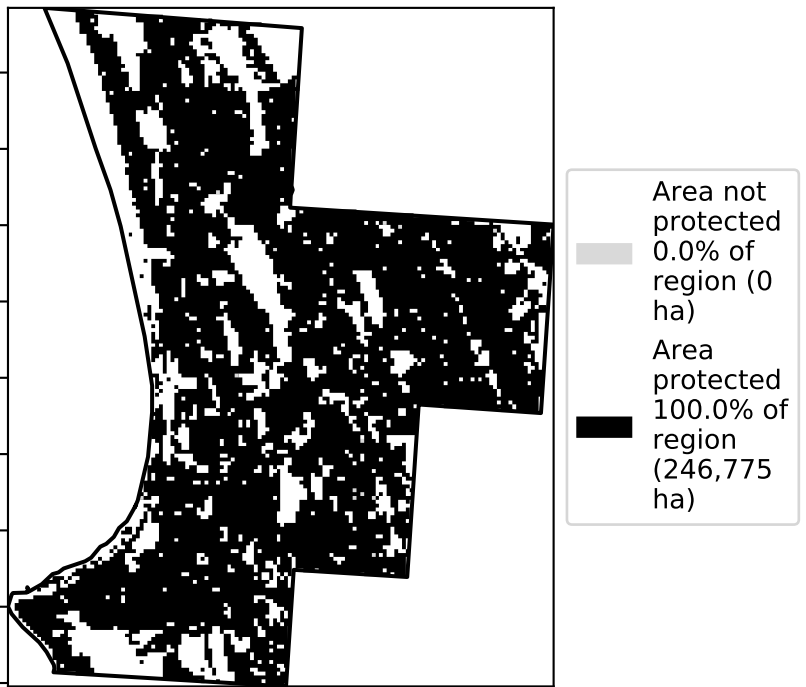 Area not
protected
0.0% of
region (0
ha)
Area
protected
100.0% of
region
(246,775
ha)